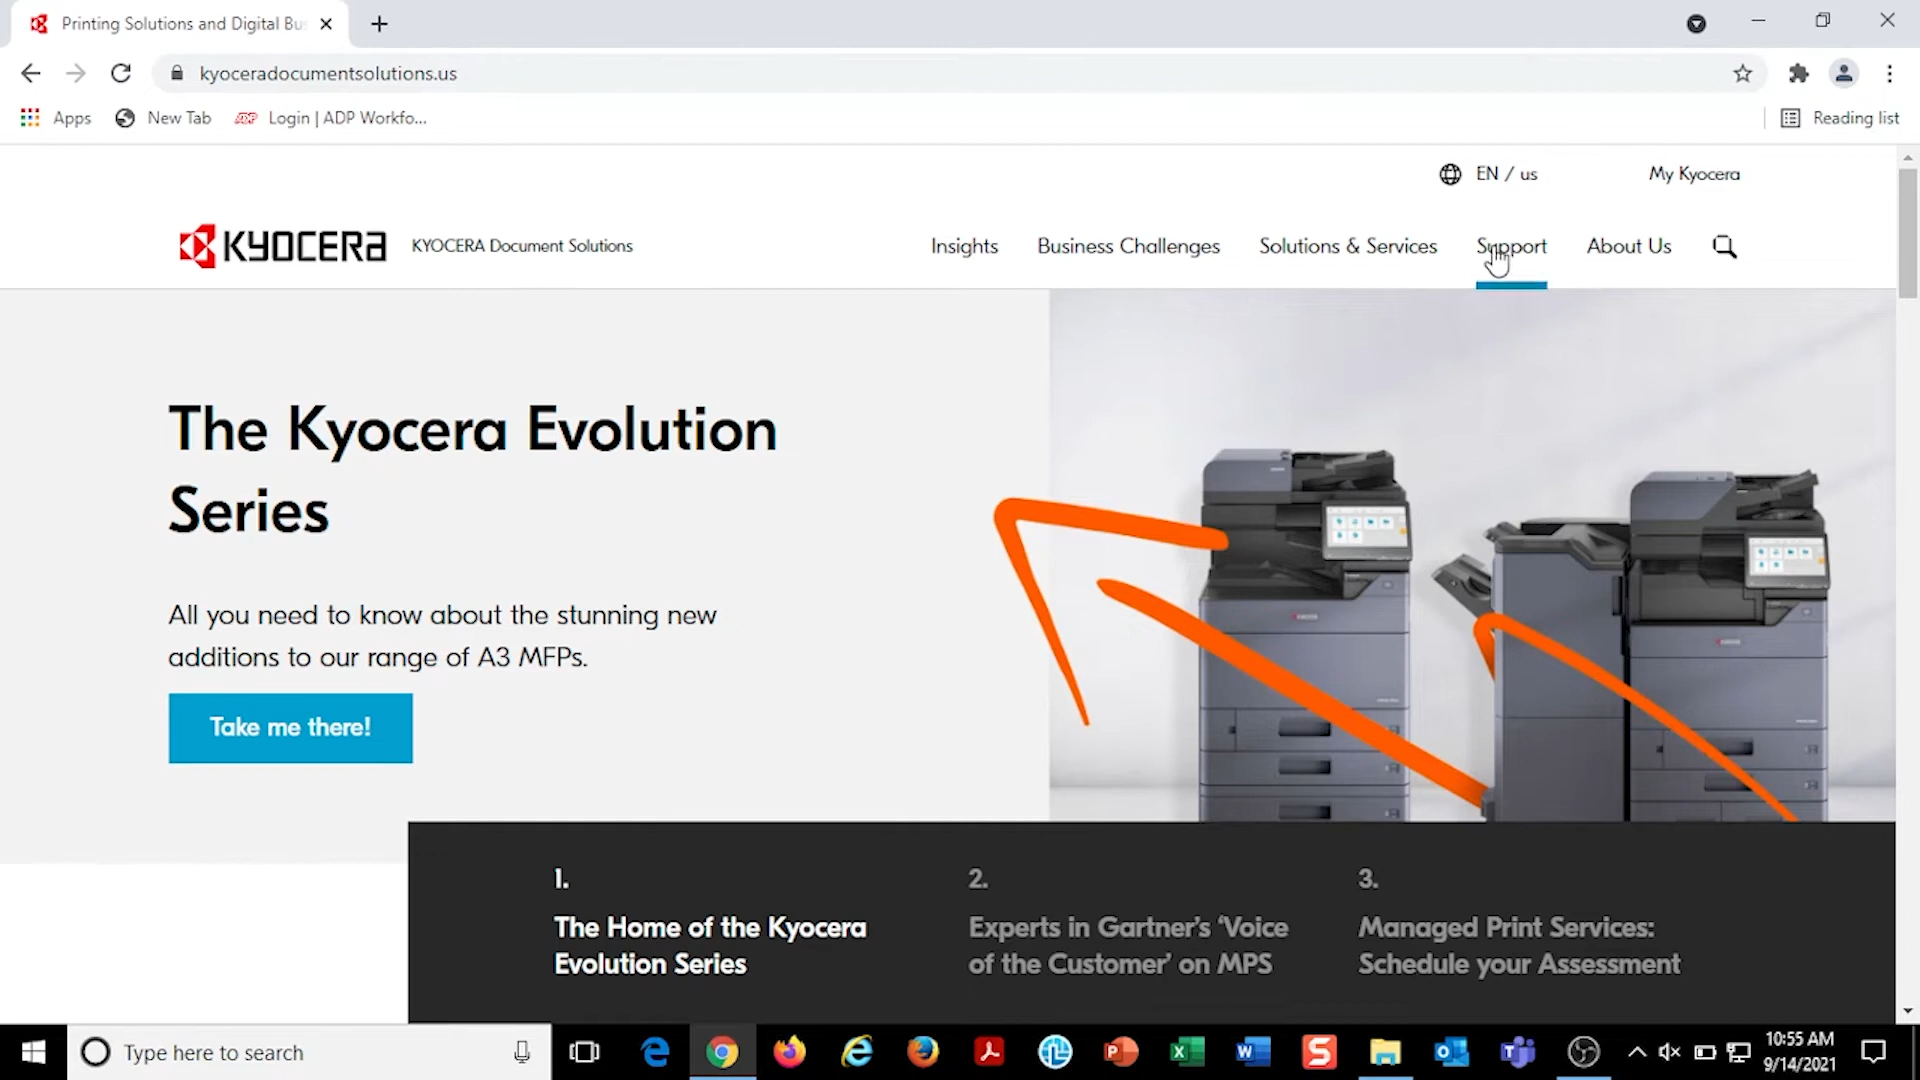 Printing Solutions and Digital Bu
kyoceradocumentsolutions.us
Apps
New Tab
ADP
Login | ADP Workfo...
Reading list
EN / us
My Kyocera
KYOCERA
KYOCERA Document Solutions
Insights
Business Challenges
Solutions & Services
Support
About Us
The Kyocera Evolution
Series
All you need to know about the stunning new
additions to our range of A3 MFPs.
Take me there!
1.
The Home of the Kyocera
Evolution Series
2.
Experts in Gartner's ‘Voice
of the Customer’ on MPS
3.
Managed Print Services:
Schedule your Assessment
Type here to search
10:55 AM
9/14/2021